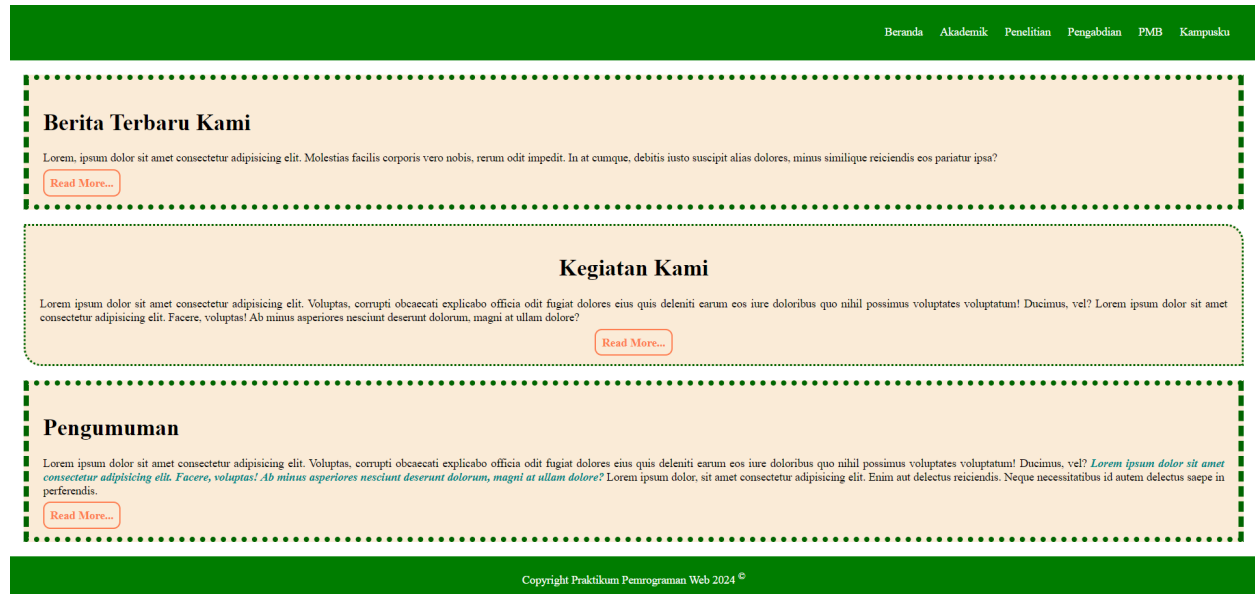 Beranda Akademik Penelitian Pengabdian PMB Kampusku
Berita Terbaru Kami
Lorem, ipsum dolor sit amet consectetur adipisicing elit. Molestias facilis corporis vero nobis, rerum odit impedit. In at cumque, debitis iusto suscipit alias dolores, minus similique reiciendis eos pariatur ipsa?
Read More...
Kegiatan Kami
Lorem ipsum dolor sit amet consectetur adipisicing elit. Voluptas, corrupti obcaecati explicabo officia odit fugiat dolores eius quis deleniti earum eos iure doloribus quo nihil possimus voluptates voluptatum! Ducimus, vel? Lorem ipsum dolor sit amet
consectetur adipisicing elit. Facere, voluptas! Ab minus asperiores nesciunt deserunt dolorum, magni at ullam dolore?
Read More...
Pengumuman
Lorem ipsum dolor sit amet consectetur adipisicing elit. Voluptas, corrupti obcaecati explicabo officia odit fugiat dolores eius quis deleniti earum eos iure doloribus quo nihil possimus voluptates voluptatum! Ducimus, vel? Lorem ipsum dolor sit amet
consectetur adipisicing elit. Facere, voluptas! Ab minus asperiores nesciunt deserunt dolorum, magni at ullam dolore? Lorem ipsum dolor, sit amet consectetur adipisicing elit. Enim aut delectus reiciendis. Neque necessitatibus id autem delectus saepe in
perferendis.
Read More...
Copyright Praktikum Pemrograman Web 2024 ©